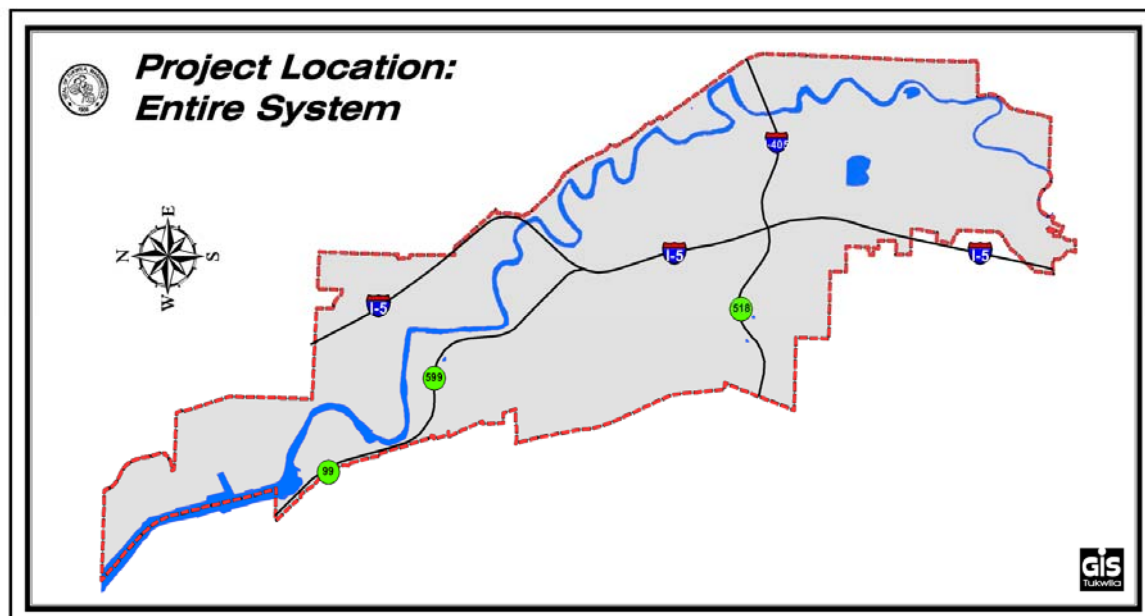 Project Location:
Entire System
I-405
E
N
S
W
I-5
I-5
I-5
518
599
99
GIS
Tukwila